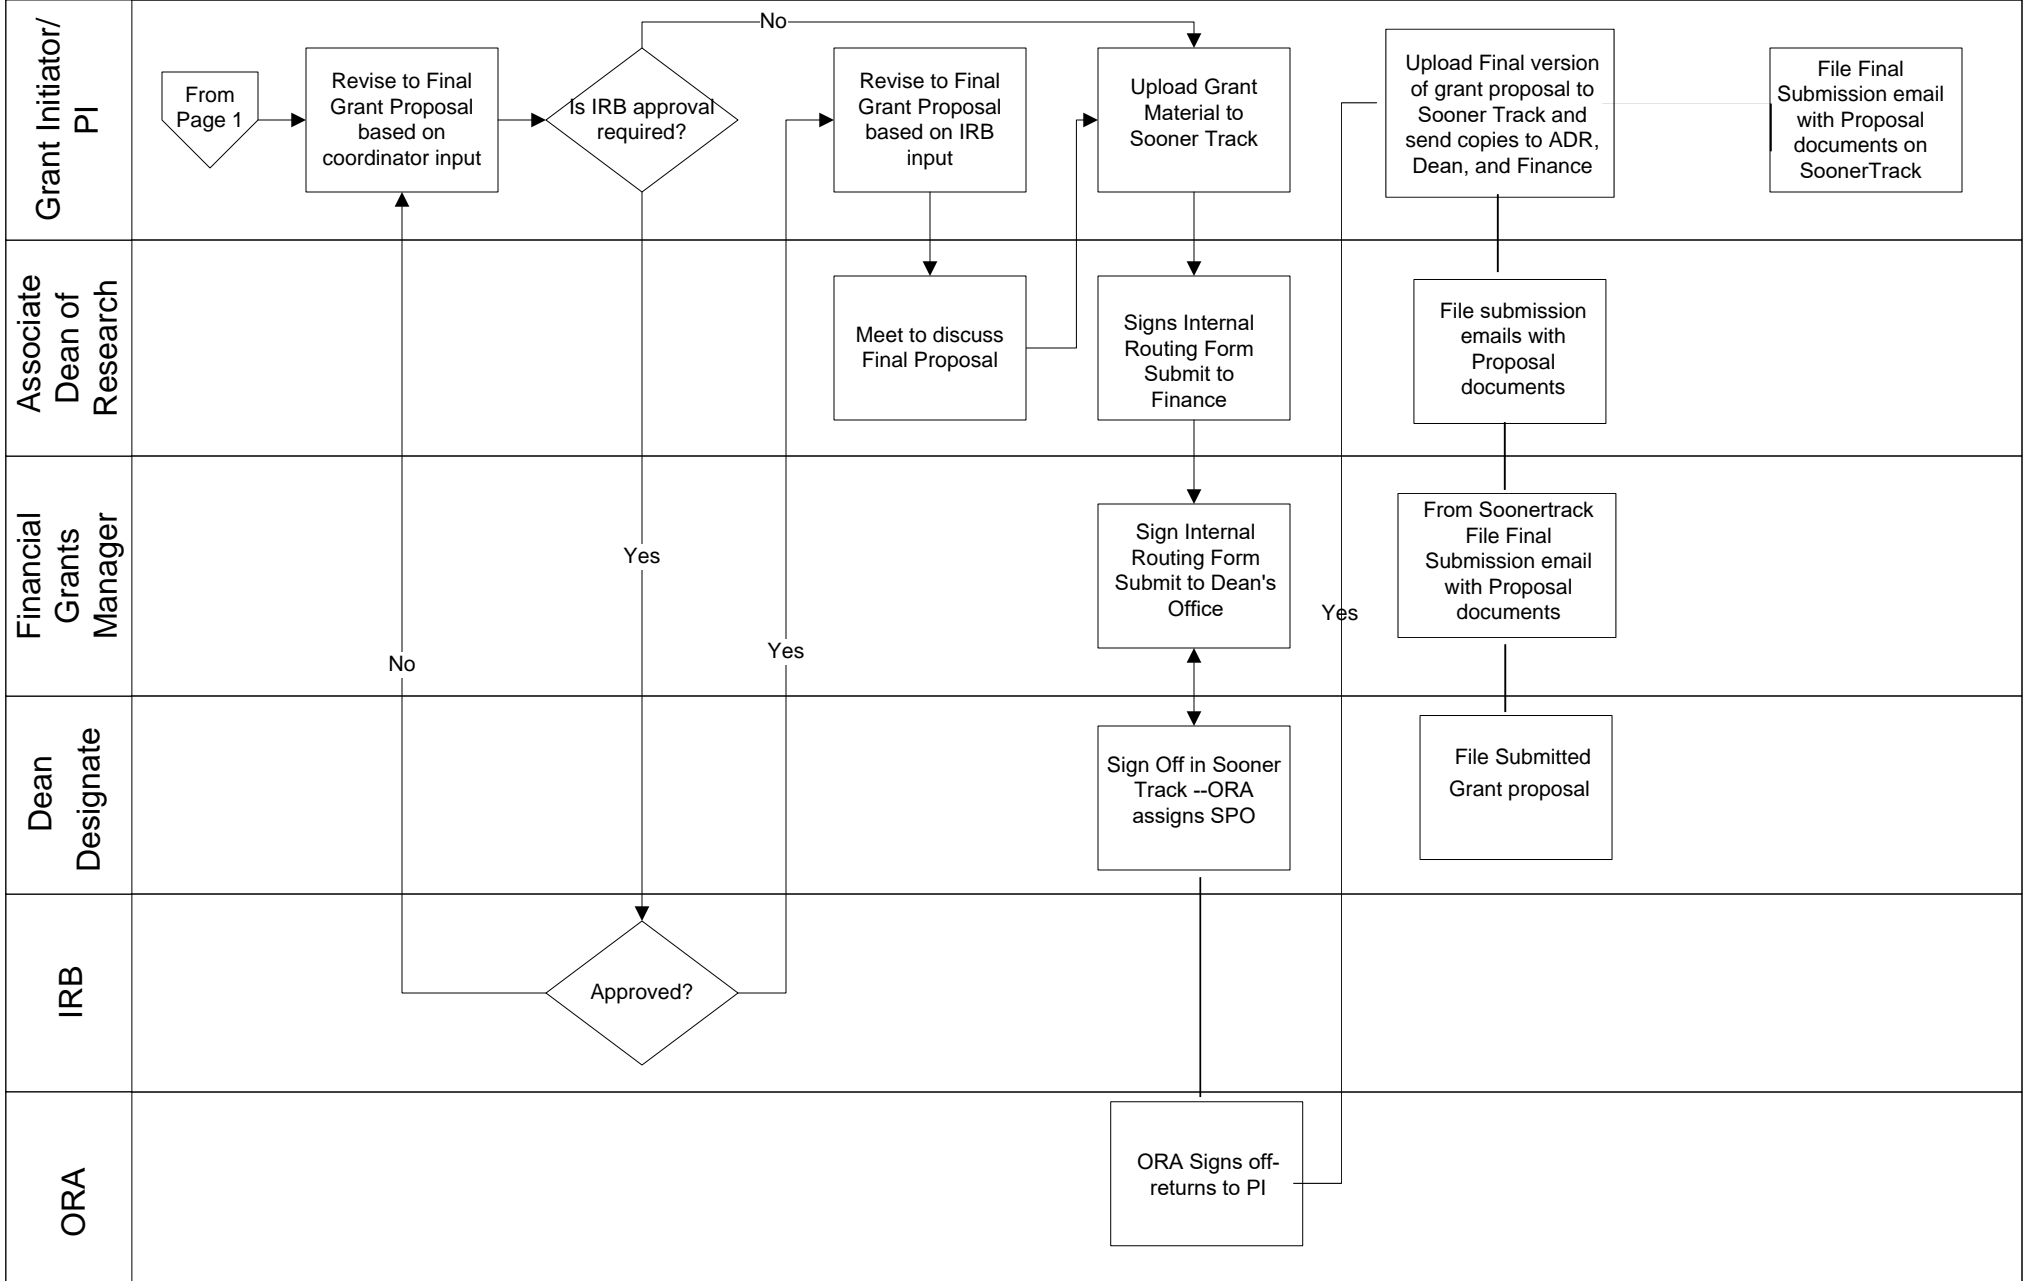 Grant Initiator/
PI
From
Page 1
Revise to Final
Grant Proposal
based on
coordinator input
Is IRB approval
required?
No
Revise to Final
Grant Proposal
based on IRB
input
Upload Grant
Material to
Sooner Track
Upload Final version
of grant proposal to
Sooner Track and
send copies to ADR,
Dean, and Finance
File Final
Submission email
with Proposal
documents on
SoonerTrack
Associate
Dean of
Research
Meet to discuss
Final Proposal
Signs Internal
Routing Form
Submit to
Finance
File submission
emails with
Proposal
documents
Financial
Grants
Manager
No
Yes
Yes
Sign Internal
Routing Form
Submit to Dean's
Office
Yes
From Soonertrack
File Final
Submission email
with Proposal
documents
Dean
Designate
Sign Off in Sooner
Track --ORA
assigns SPO
File Submitted
Grant proposal
IRB
Approved?
ORA
ORA Signs off-
returns to PI